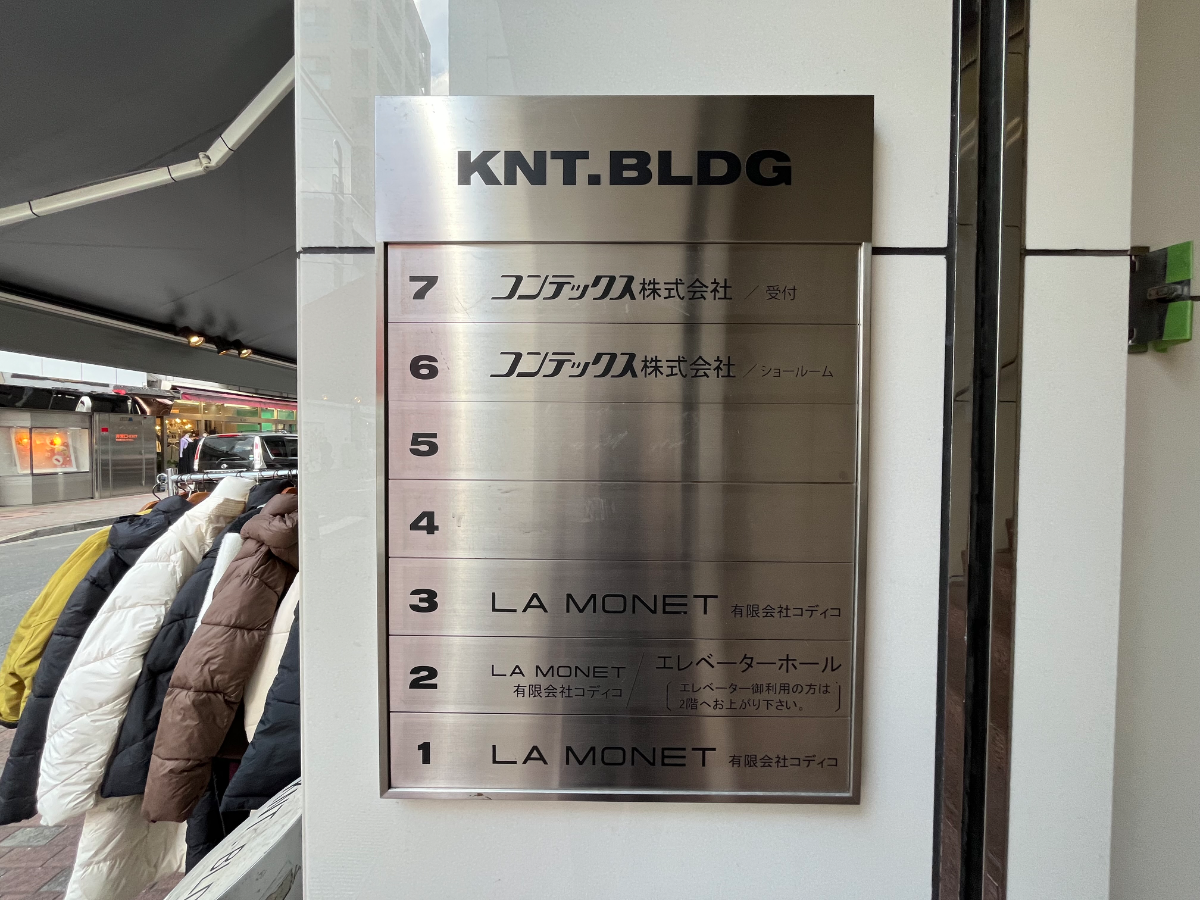 KNT.BLDG
7 コンテックス株式会社 ／ 受付
6 コンテックス株式会社 ／ ショールーム
5
4
3 LA MONET 有限会社コディコ
2 LA MONET ／ エレベーターホール
有限会社コディコ エレベーター御利用の方は
2階へお上がり下さい。
1 LA MONET 有限会社コディコ